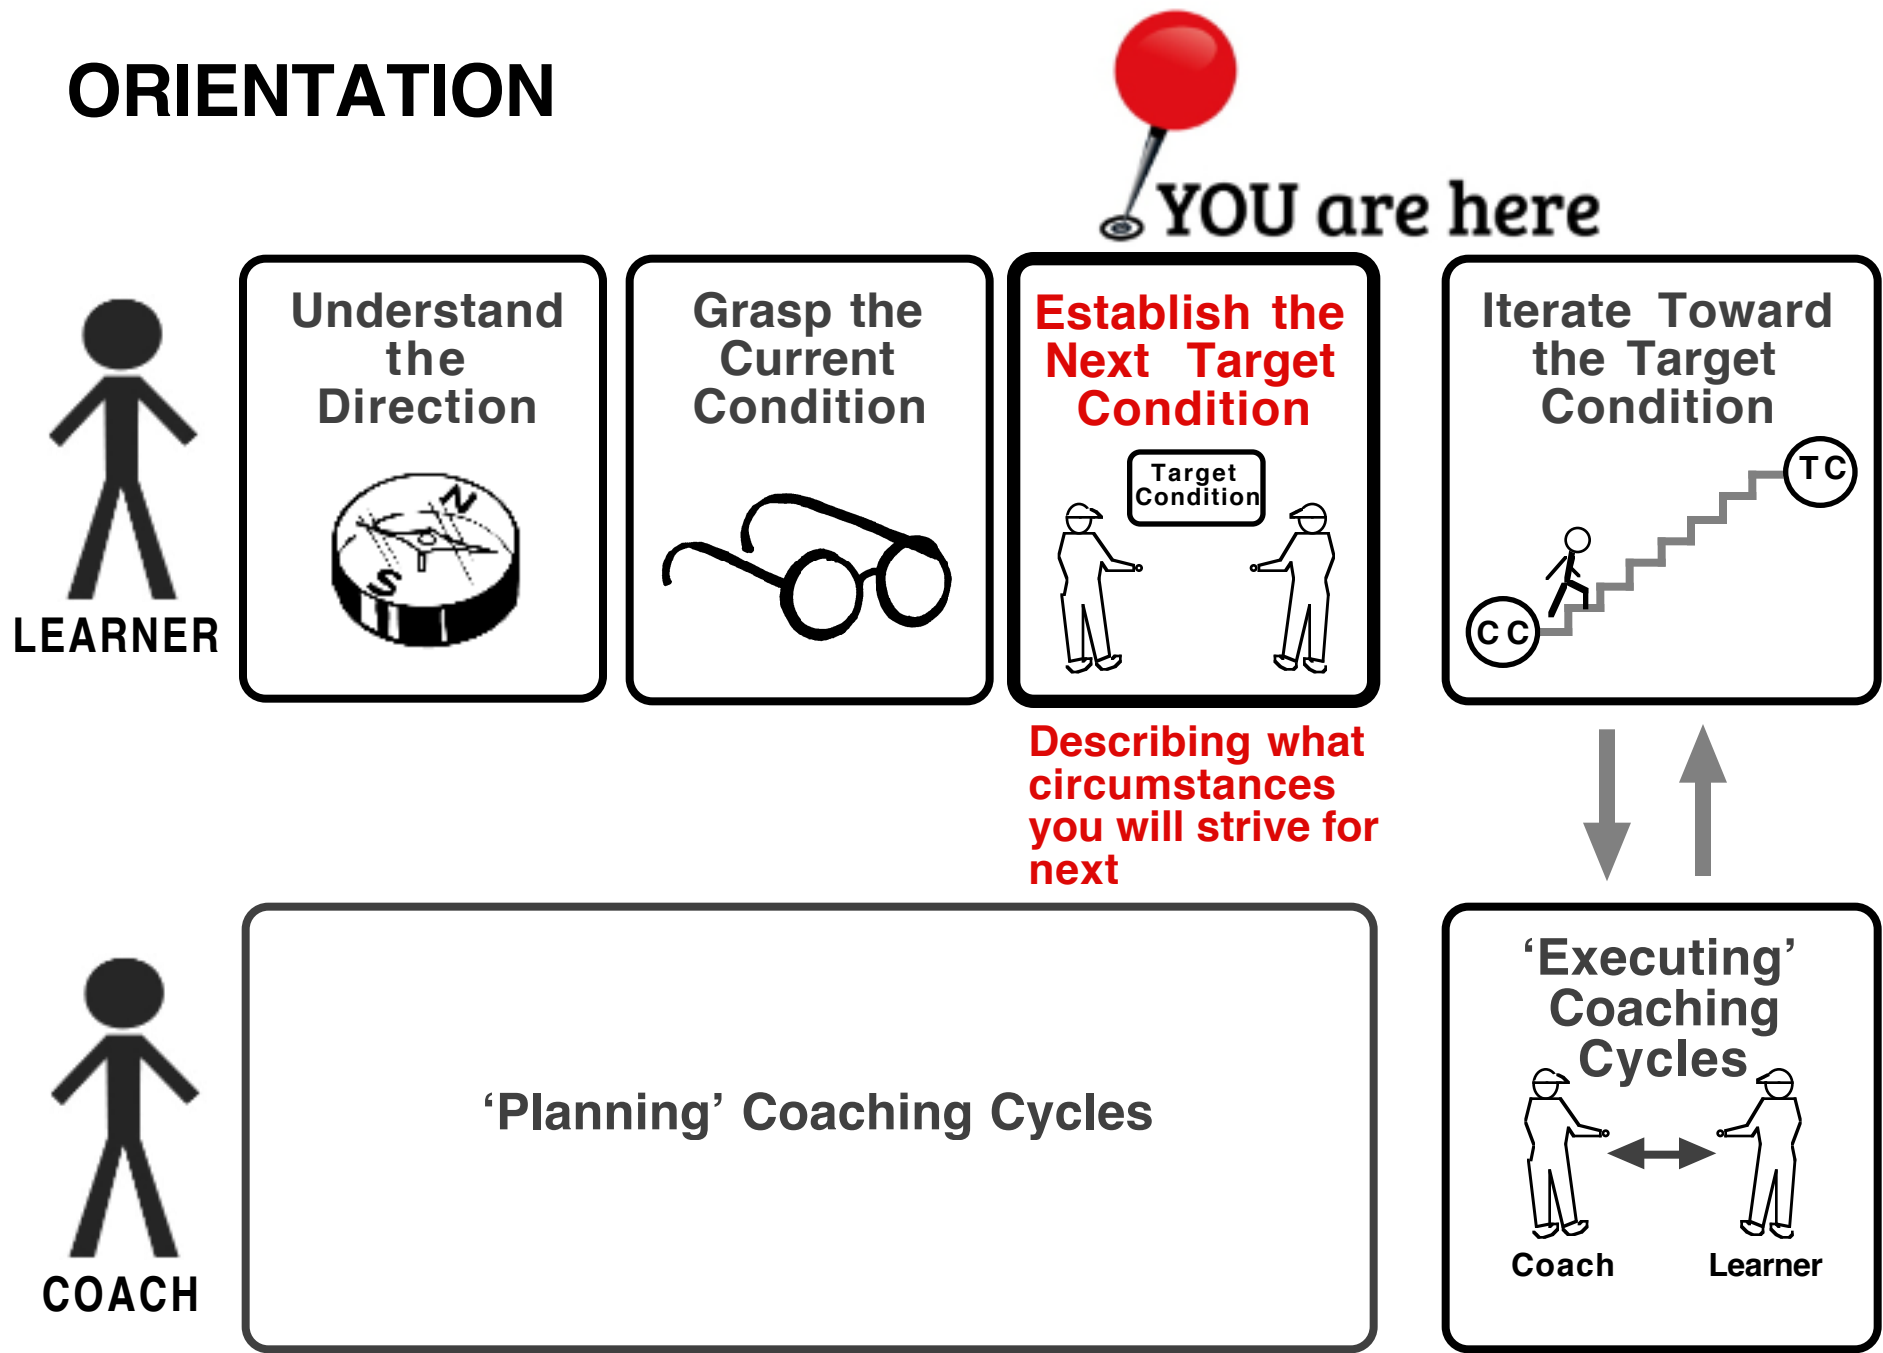 ORIENTATION
YOU are here
Understand
the
Direction
Grasp the
Current
Condition
Establish the
Next Target
Condition
Iterate Toward
the Target
Condition
N
S
Target
Condition
TC
CC
LEARNER
Describing what
circumstances
you will strive for
next
‘Planning’ Coaching Cycles
‘Executing’
Coaching
Cycles
Coach
Learner
COACH